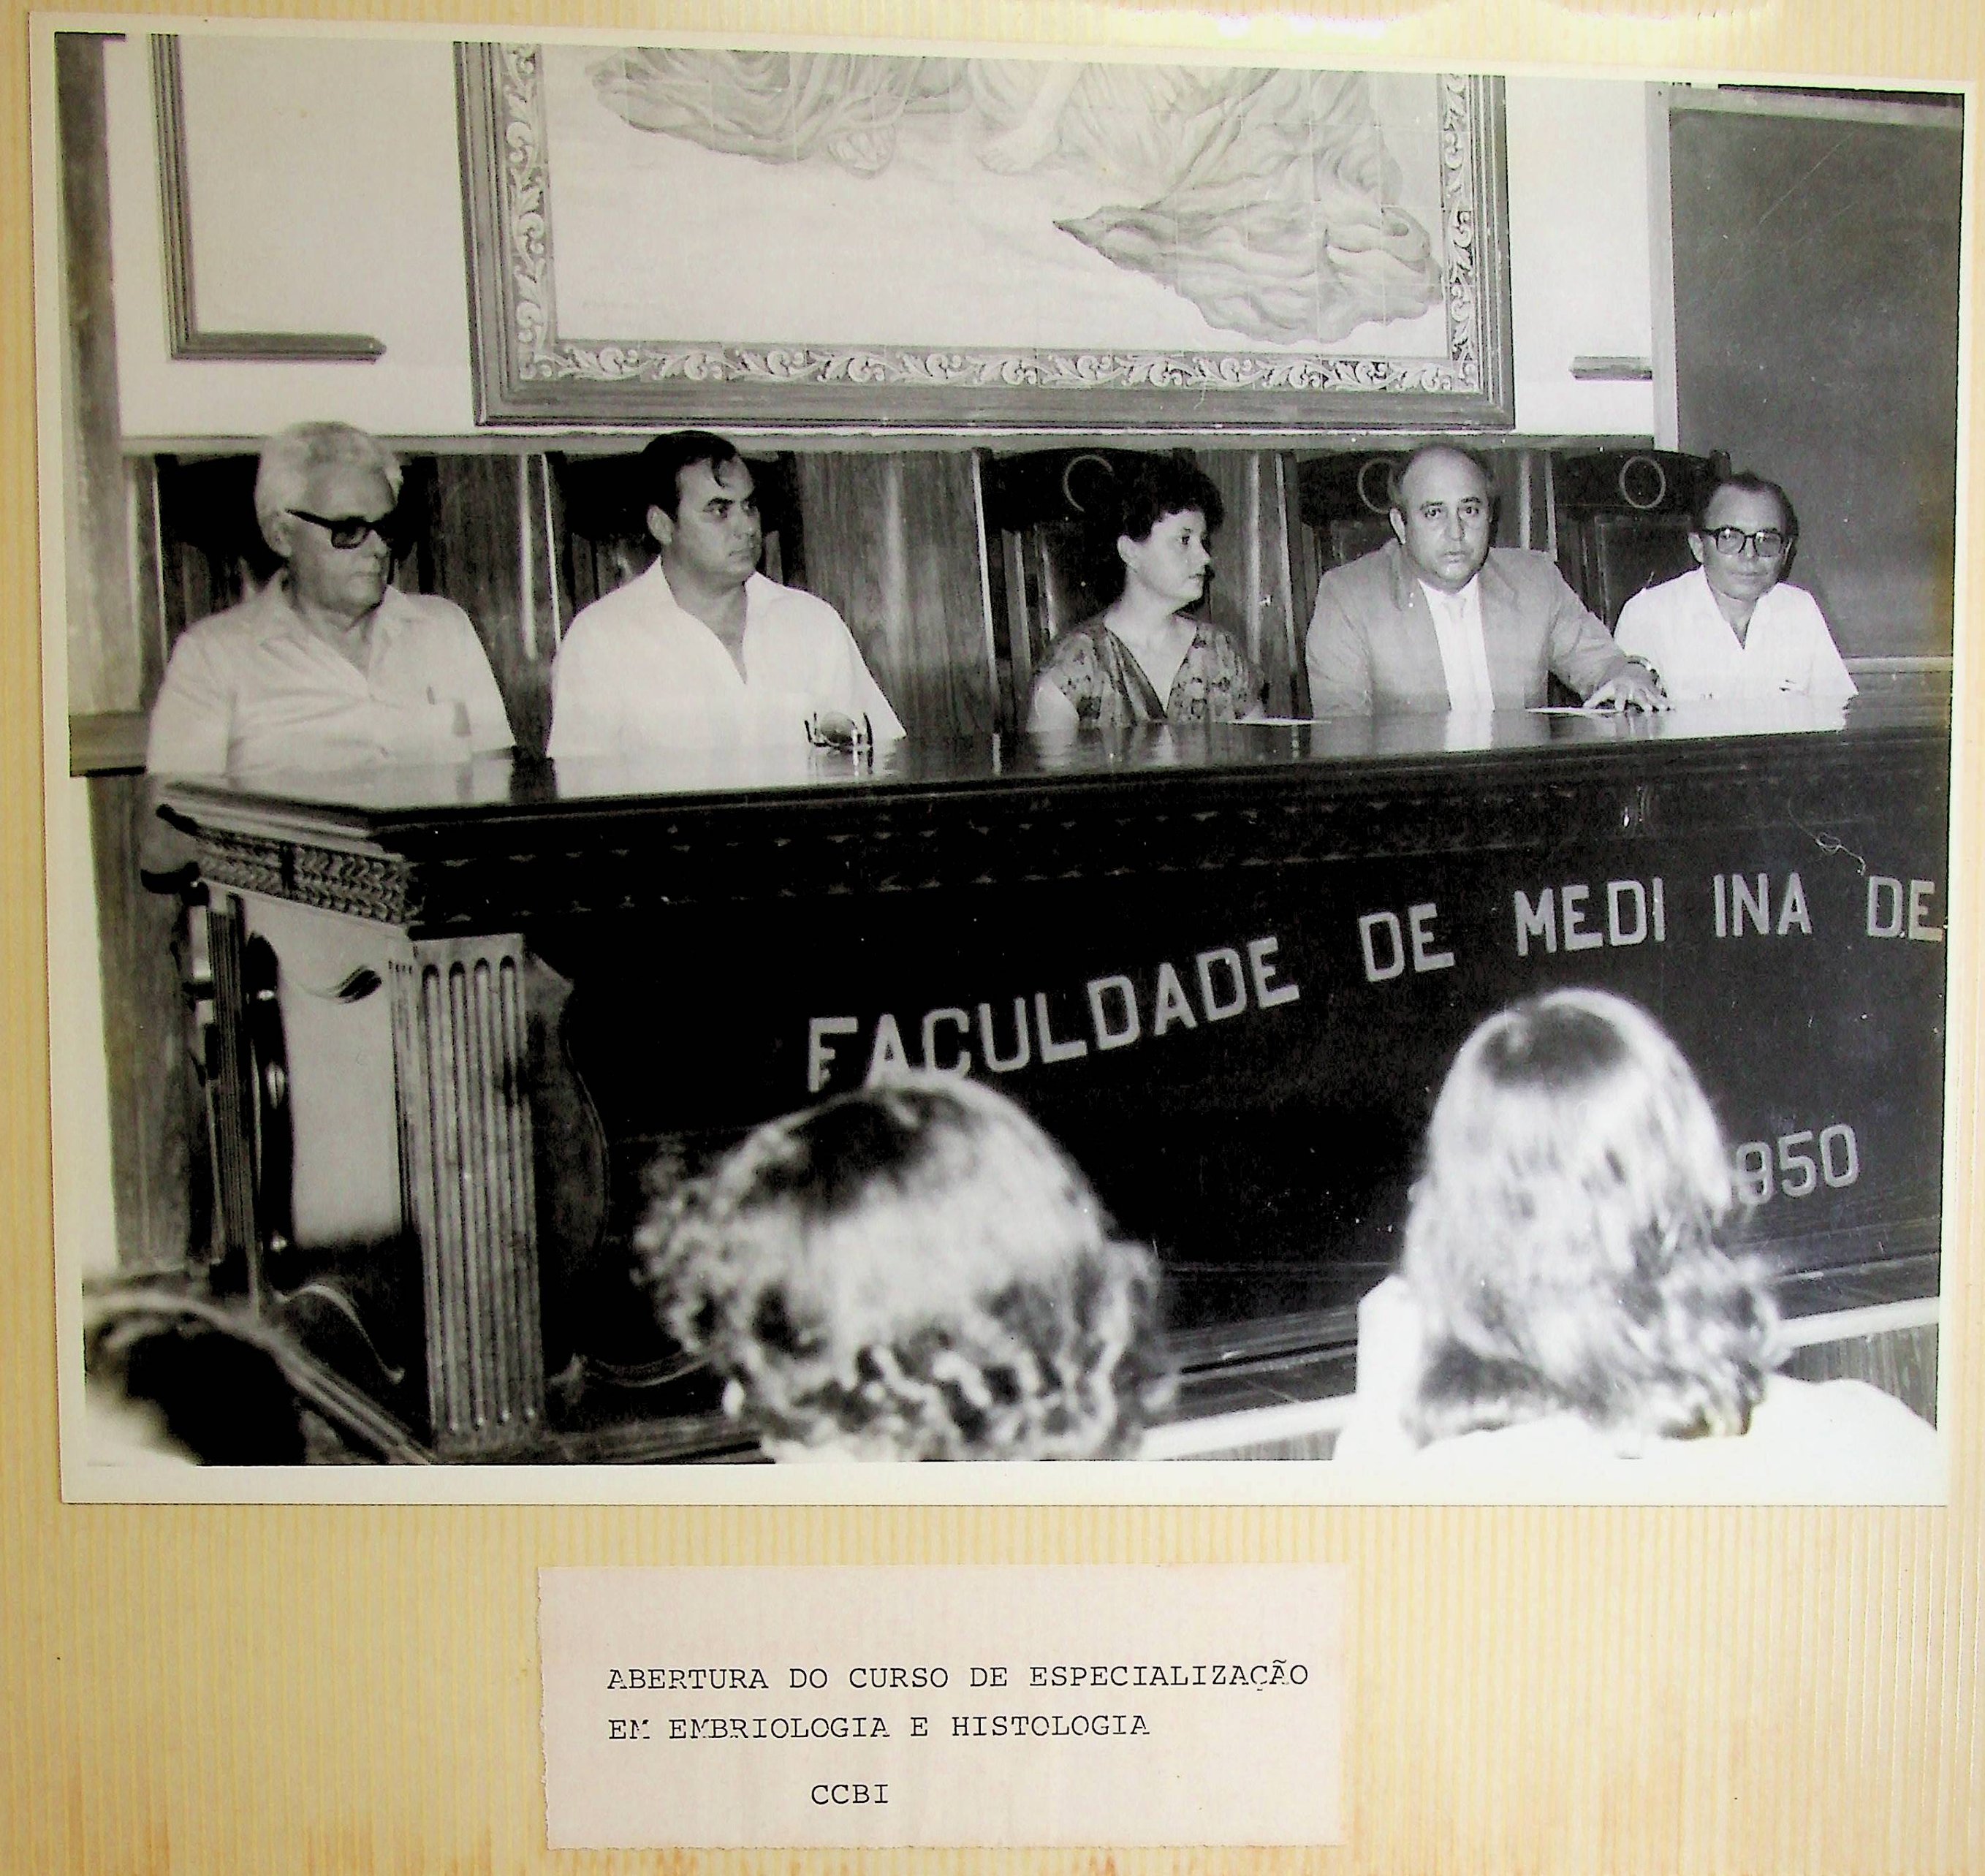 FACULDADE DE MEDI INA DE
950
ABERTURA DO CURSO DE ESPECIALIZAÇÃO
EM EMBRIOLOGIA E HISTOLOGIA
CCBI